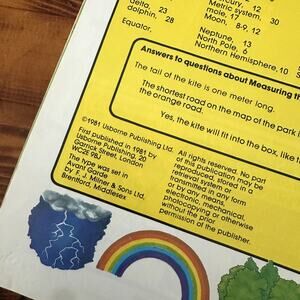 delta, 23
dolphin, 28
Equator,
Mercury, 12
Metric system, 30
mole, 17
Moon, 8-9, 12
Neptune, 13
North Pole, 6
Northern Hemisphere, 10
Answers to questions about Measuring th
The tail of the kite is one meter long.
The shortest road on the map of the park
the orange road.
Yes, the kite will fit into the box, like t
©1981 Usborne Publishing Ltd.
First published in 1981 by
Usborne Publishing, 20
Garrick Street, London
WC2E 9BJ
The type was set in
Avant Garde
by F. J. Milner & Sons Ltd.
Brentford, Middlesex
All rights reserved. No part
of this publication may be
reproduced, stored in a
retrieval system or
transmitted in any form
or by any means,
electronic, mechanical,
photocopying or otherwise
without the prior
permission of the publisher.